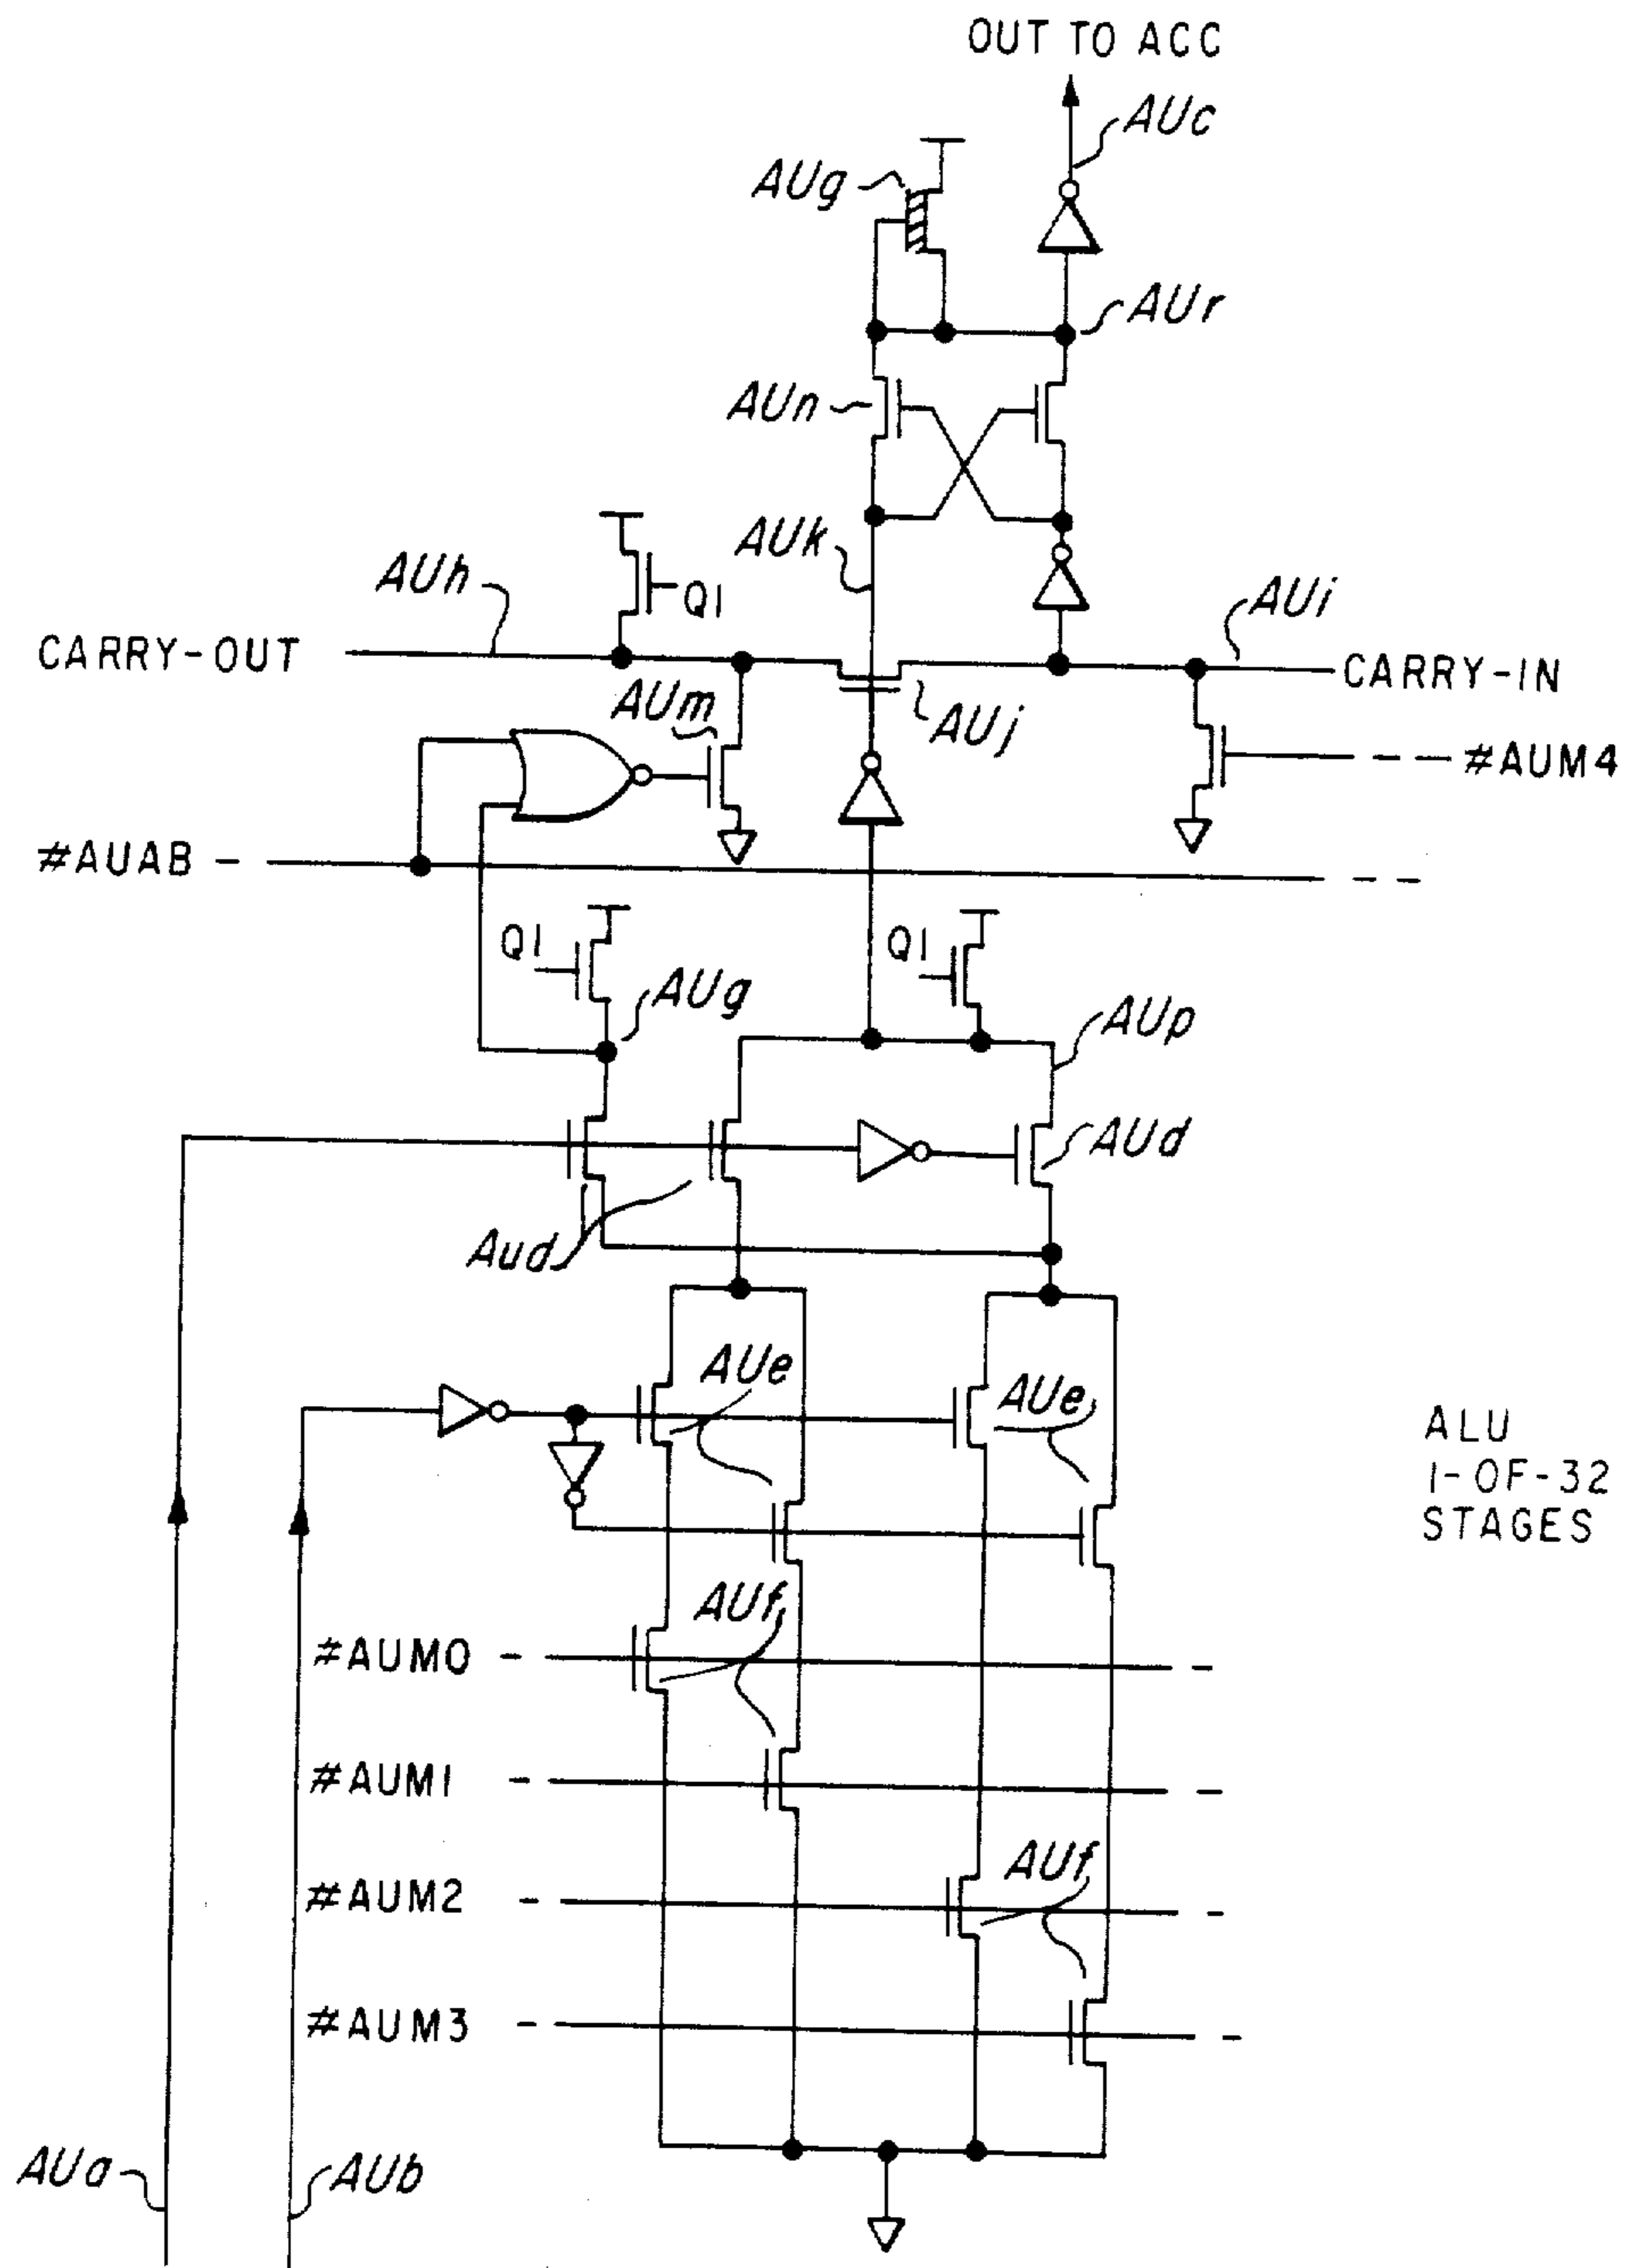 OUT TO ACC
AUc
AUg
AUr
AUn
AUk
AUh
Q1
AUi
CARRY-OUT
CARRY-IN
AUm
AUj
#AUM4
#AUAB
Q1
Q1
AUg
AUp
AUd
Aud
AUe
AUe
ALU
1-OF-32
STAGES
AUf
#AUM0
#AUM1
AUf
#AUM2
#AUM3
AUa
AUb